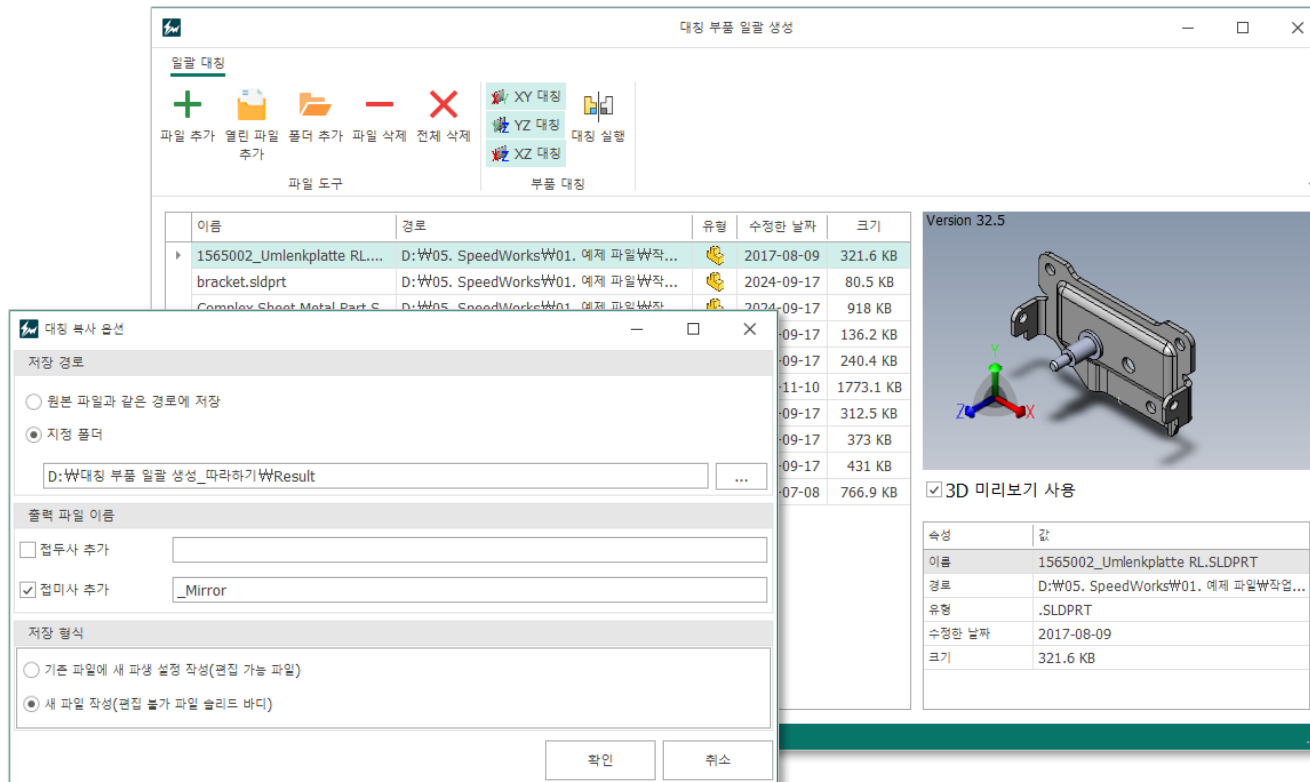 대칭 부품 일괄 생성
일괄 대칭
파일 추가
열린 파일
추가
폴더 추가
파일 삭제
전체 삭제
XY 대칭
YZ 대칭
XZ 대칭
대칭 실행
파일 도구
부품 대칭
이름 경로 유형 수정한 날짜 크기
1565002_Umlenkplatte RL.... D:₩05. SpeedWorks₩01. 예제 파일₩작... 2017-08-09 321.6 KB
bracket.sldprt D:₩05. SpeedWorks₩01. 예제 파일₩작... 2024-09-17 80.5 KB
Complex Sheet Metal Part S D:₩05. SpeedWorks₩01. 예제 파일₩작 2024-09-17 918 KB
-09-17 136.2 KB
-09-17 240.4 KB
-11-10 1773.1 KB
-09-17 312.5 KB
-09-17 373 KB
-09-17 431 KB
-07-08 766.9 KB
Version 32.5
Y
Z
X
3D 미리보기 사용
속성 값
이름 1565002_Umlenkplatte RL.SLDPRT
경로 D:₩05. SpeedWorks₩01. 예제 파일₩작업...
유형 .SLDPRT
수정한 날짜 2017-08-09
크기 321.6 KB
대칭 복사 옵션
저장 경로
원본 파일과 같은 경로에 저장
지정 폴더
D:₩대칭 부품 일괄 생성_따라하기₩Result
...
출력 파일 이름
접두사 추가
접미사 추가 _Mirror
저장 형식
기존 파일에 새 파생 설정 작성(편집 가능 파일)
새 파일 작성(편집 불가 파일 솔리드 바디)
확인 취소